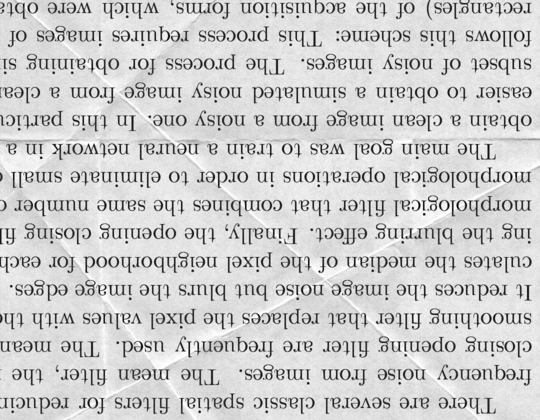 There are several classic spatial filters for reducin
frequency noise from images. The mean filter, the
closing opening filter are frequently used. The mean
smoothing filter that replaces the pixel values with the
It reduces the image noise but blurs the image edges.
culates the median of the pixel neighborhood for each
ing the blurring effect. Finally, the opening closing fil
morphological filter that combines the same number o
morphological operations in order to eliminate small
The main goal was to train a neural network in a
obtain a clean image from a noisy one. In this particu
easier to obtain a simulated noisy image from a clea
subset of noisy images. The process for obtaining si
follows this scheme: This process requires images of
rectangles) of the acquisition forms, which were obta